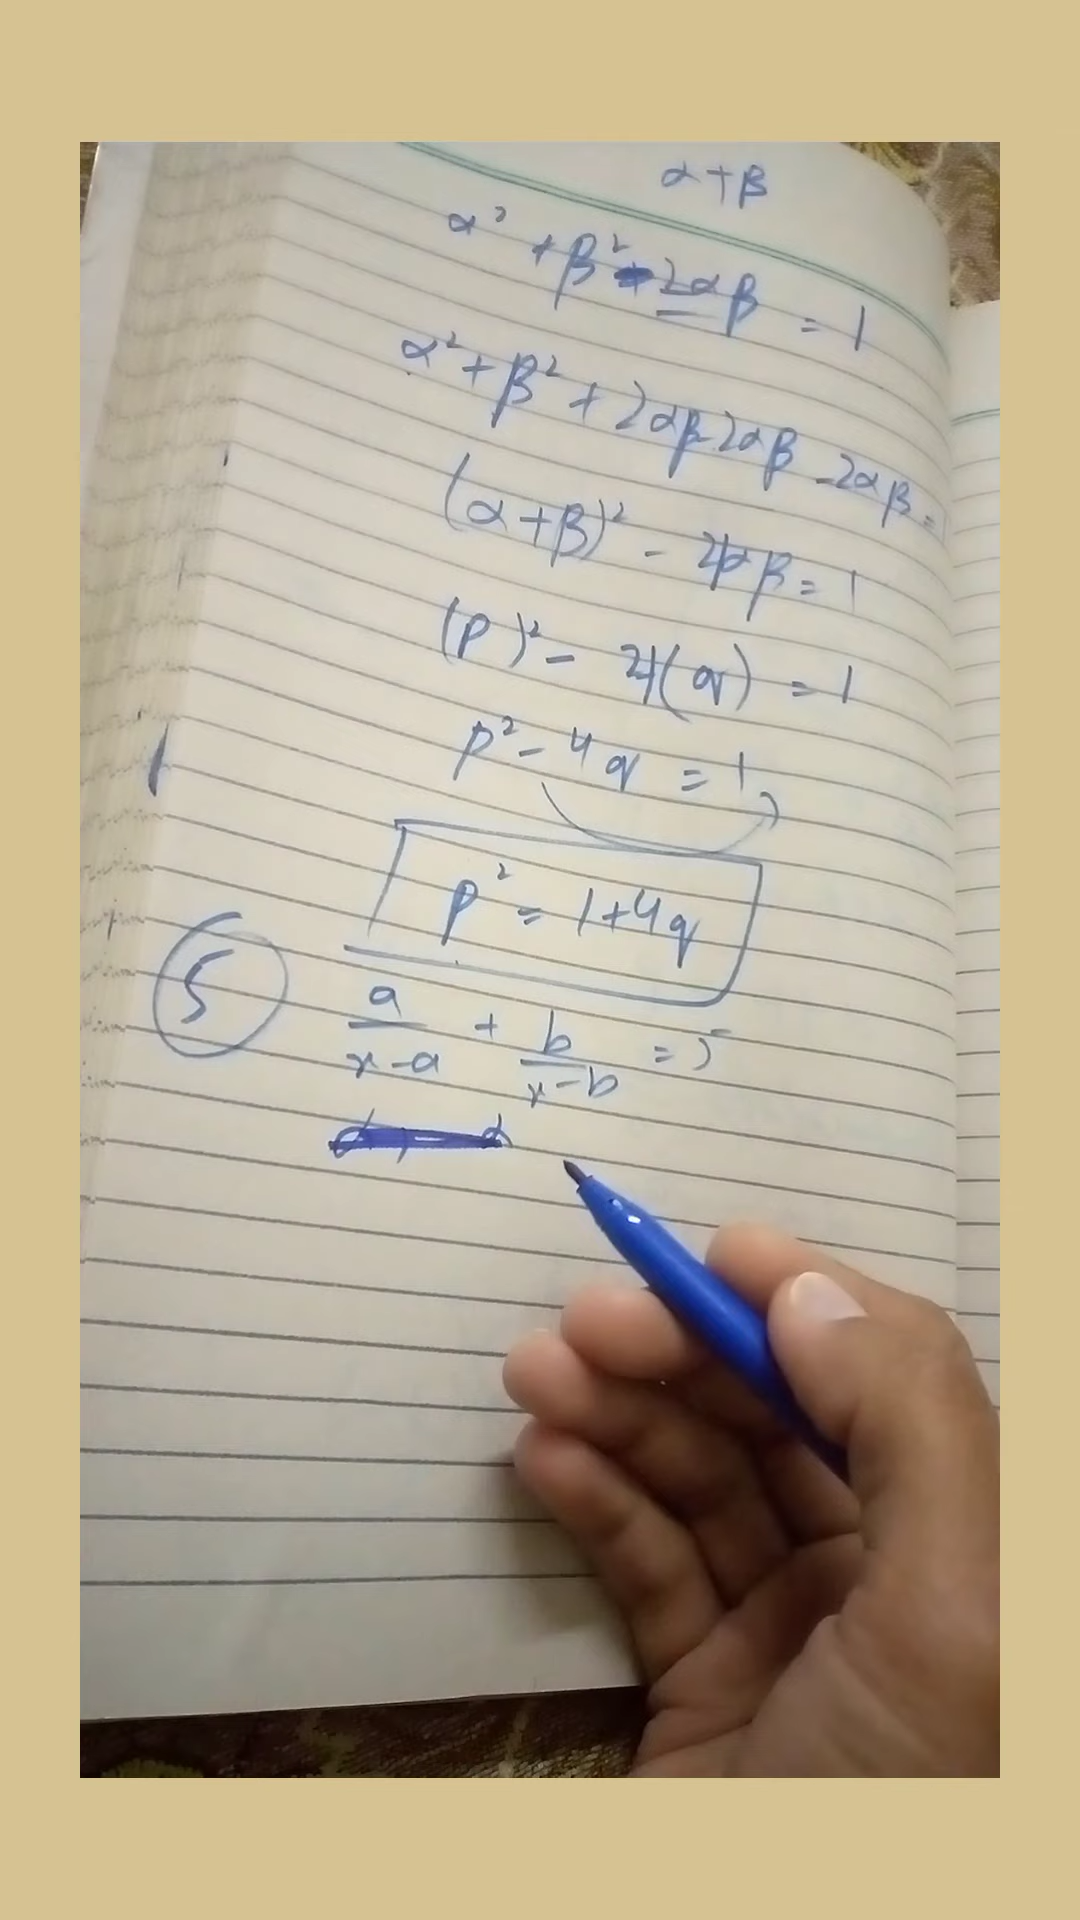 α+β
α² + β² - 2αβ = 1
α² + β² + 2αβ - 2αβ - 2αβ =
(α+β)² - 4αβ = 1
(P)² - 4(q) = 1
p² - 4q = 1
p² = 1+4q
5 a/(x-a) + b/(x-b) = 5